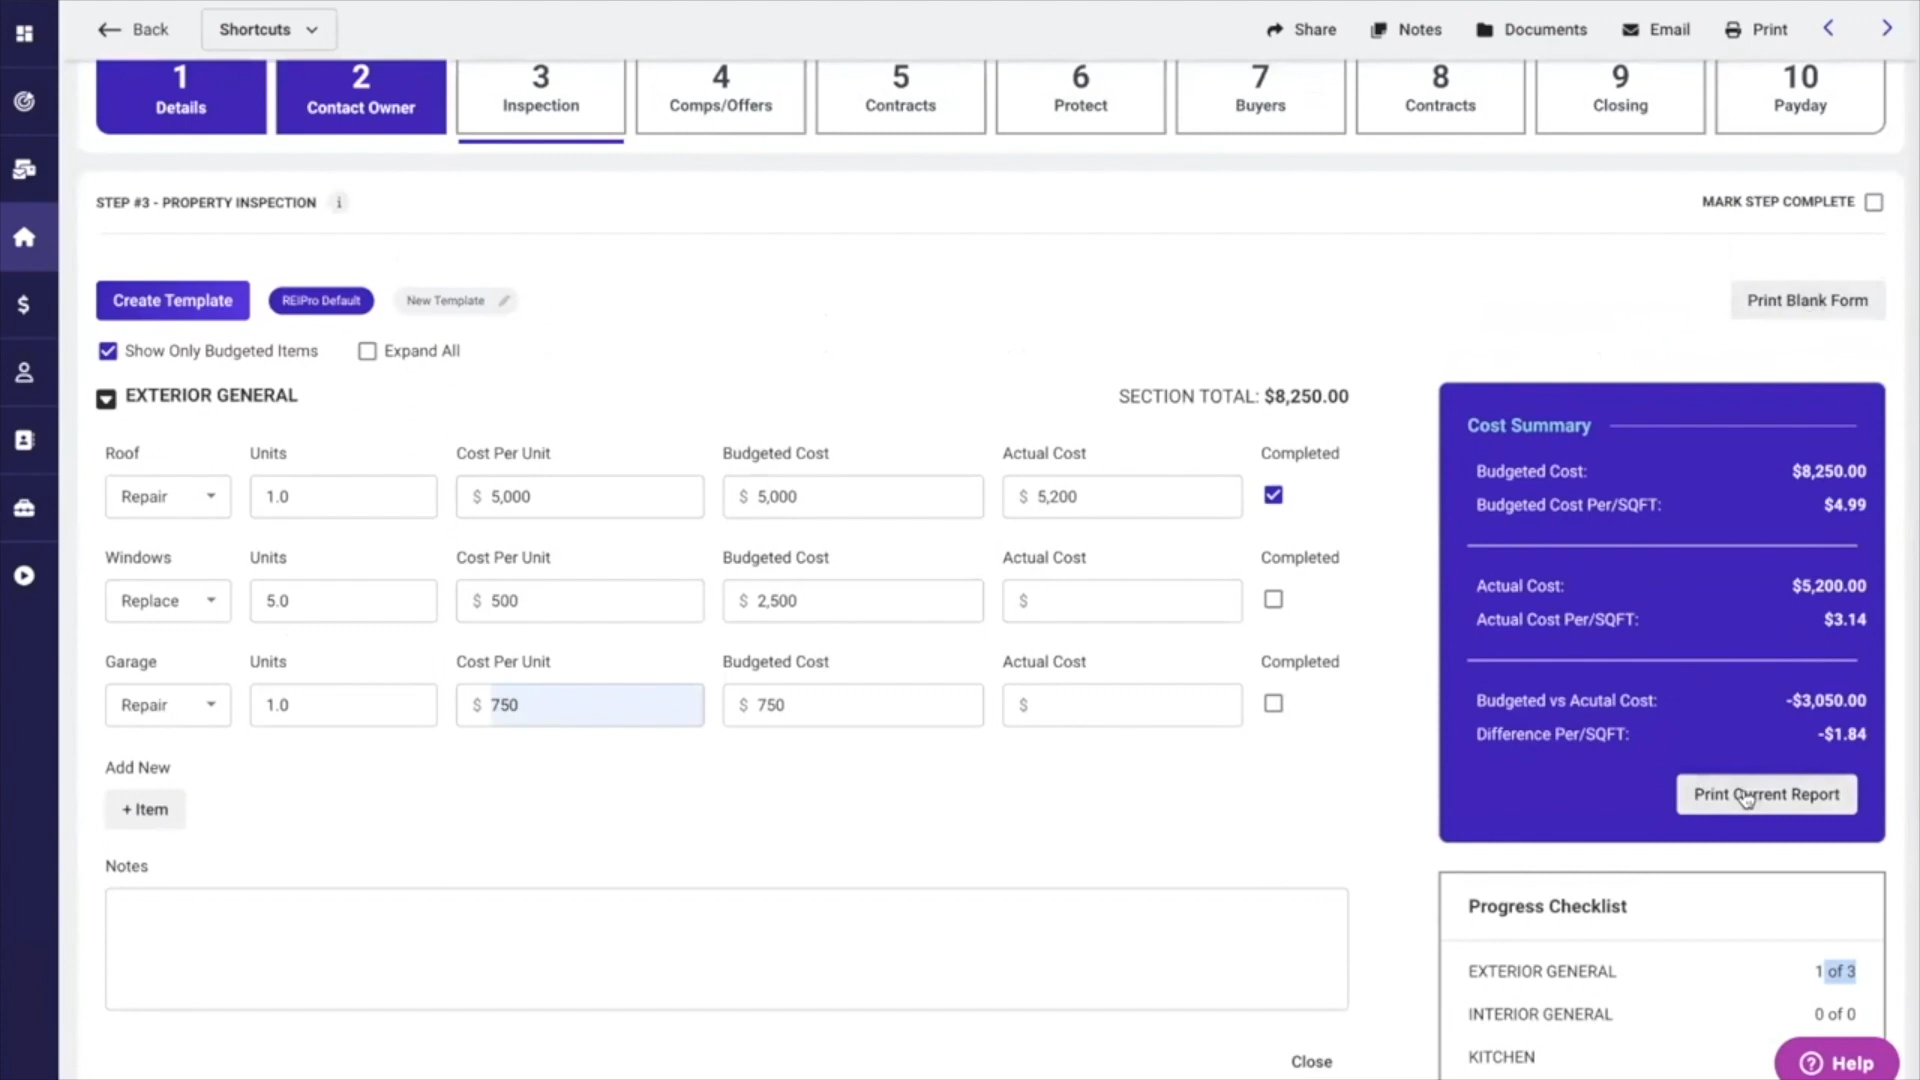 Back
Shortcuts
Share
Notes
Documents
Email
Print
1
Details
2
Contact Owner
3
Inspection
4
Comps/Offers
5
Contracts
6
Protect
7
Buyers
8
Contracts
9
Closing
10
Payday
STEP #3 - PROPERTY INSPECTION i
MARK STEP COMPLETE
Create Template
REIPro Default
New Template
Print Blank Form
Show Only Budgeted Items
Expand All
EXTERIOR GENERAL
SECTION TOTAL: $8,250.00
Roof Units Cost Per Unit Budgeted Cost Actual Cost Completed
Repair 1.0 $ 5,000 $ 5,000 $ 5,200
Windows Units Cost Per Unit Budgeted Cost Actual Cost Completed
Replace 5.0 $ 500 $ 2,500 $
Garage Units Cost Per Unit Budgeted Cost Actual Cost Completed
Repair 1.0 $ 750 $ 750 $
Add New
+ Item
Notes
Close
Cost Summary
Budgeted Cost: $8,250.00
Budgeted Cost Per/SQFT: $4.99
Actual Cost: $5,200.00
Actual Cost Per/SQFT: $3.14
Budgeted vs Acutal Cost: -$3,050.00
Difference Per/SQFT: -$1.84
Print Current Report
Progress Checklist
EXTERIOR GENERAL 1 of 3
INTERIOR GENERAL 0 of 0
KITCHEN
? Help